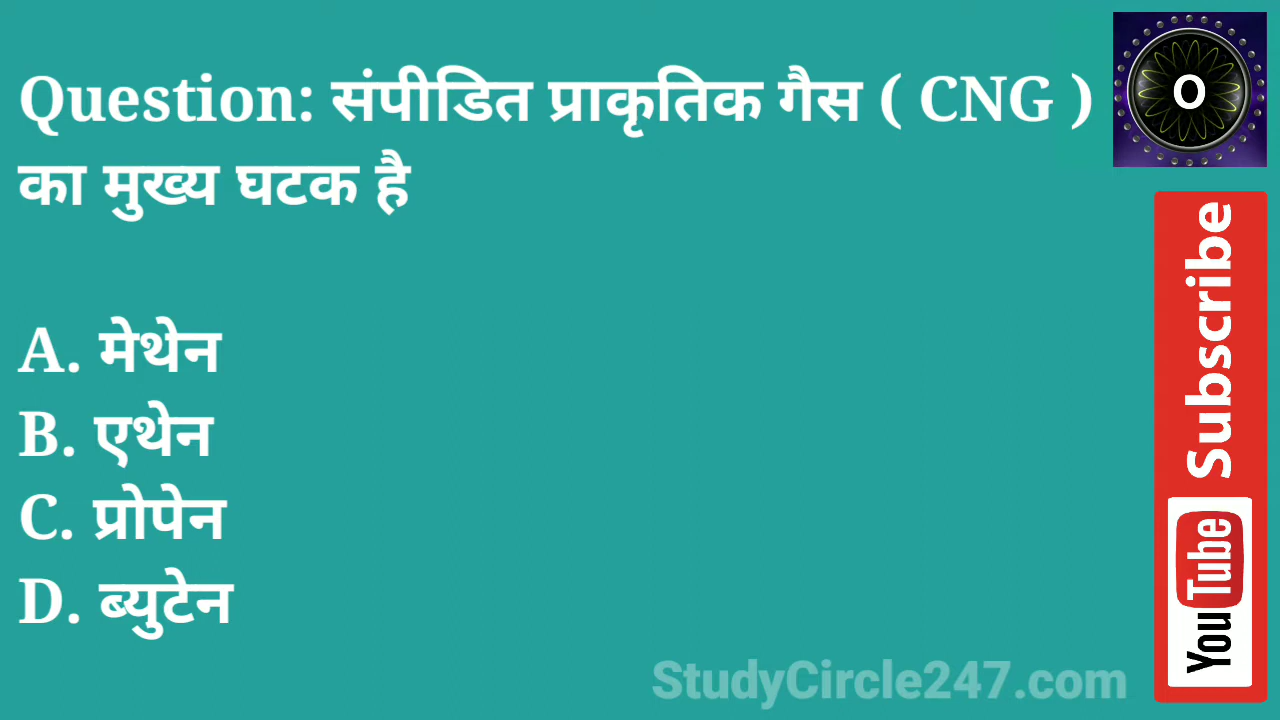 Question: संपीडित प्राकृतिक गैस ( CNG )
का मुख्य घटक है
A. मेथेन
B. एथेन
C. प्रोपेन
D. ब्युटेन
O
YouTube Subscribe
StudyCircle247.com